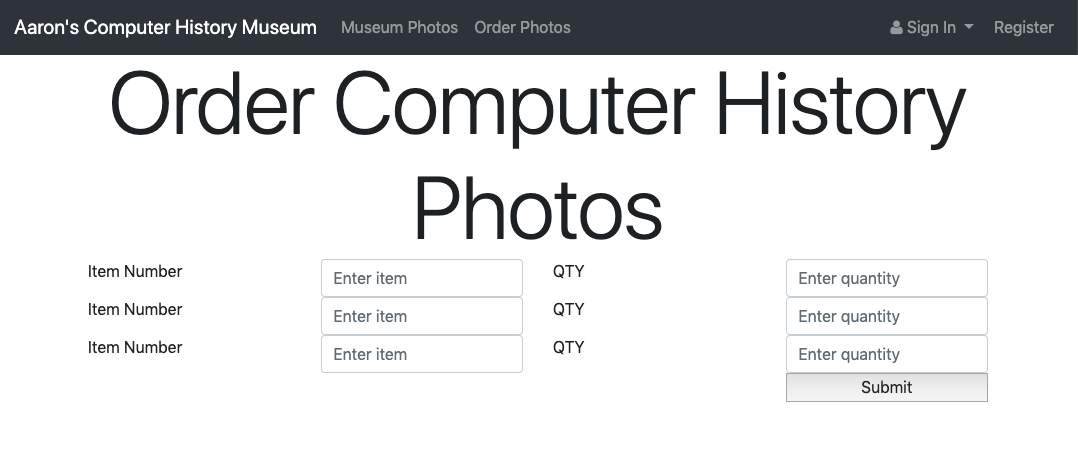 Aaron's Computer History Museum Museum Photos Order Photos Sign In Register
Order Computer History
Photos
Item Number Enter item QTY Enter quantity
Item Number Enter item QTY Enter quantity
Item Number Enter item QTY Enter quantity
Submit